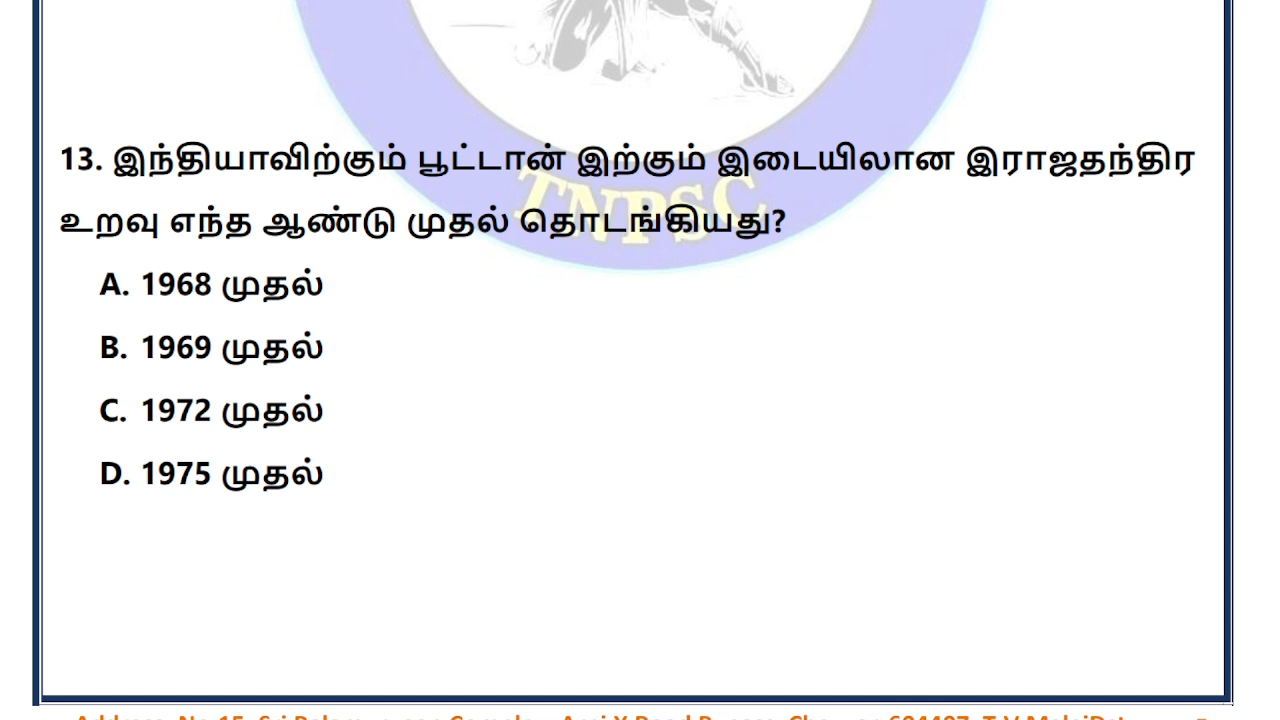 13. இந்தியாவிற்கும் பூட்டான் இற்கும் இடையிலான இராஜதந்திர
உறவு எந்த ஆண்டு முதல் தொடங்கியது?
TNPSC
A. 1968 முதல்
B. 1969 முதல்
C. 1972 முதல்
D. 1975 முதல்